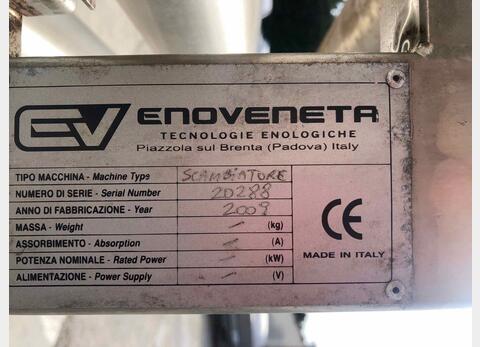 EV ENOVENETA
TECNOLOGIE ENOLOGICHE
Piazzola sul Brenta (Padova) Italy
TIPO MACCHINA - Machine Type SCAMBIATORE
NUMERO DI SERIE - Serial Number 20288
ANNO DI FABBRICAZIONE - Year 2009
MASSA - Weight - (kg)
ASSORBIMENTO - Absorption - (A)
POTENZA NOMINALE - Rated Power - (kW)
ALIMENTAZIONE - Power Supply - (V)
CE
MADE IN ITALY